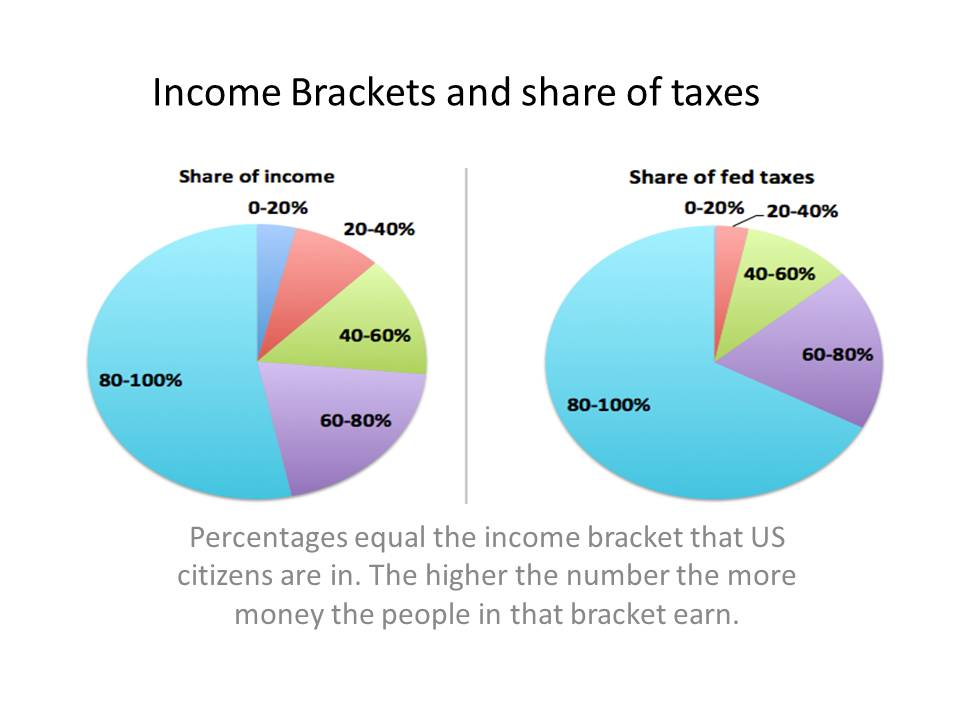 Income Brackets and share of taxes
Share of income
0-20%
20-40%
40-60%
60-80%
80-100%
Share of fed taxes
0-20%
20-40%
40-60%
60-80%
80-100%
Percentages equal the income bracket that US
citizens are in. The higher the number the more
money the people in that bracket earn.